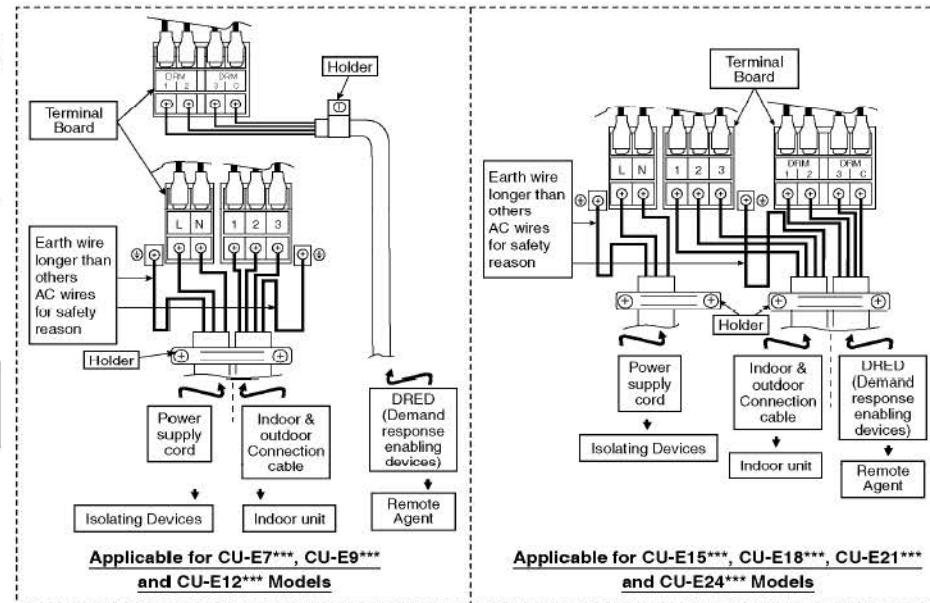 DRM DRM
1 2 3 C
Holder
Terminal
Board
L N 1 2 3
Earth wire
longer than
others
AC wires
for safety
reason
Holder
Power
supply
cord
Indoor &
outdoor
Connection
cable
DRED
(Demand
response
enabling
devices)
Isolating Devices
Indoor unit
Remote
Agent
Applicable for CU-E7***, CU-E9***
and CU-E12*** Models
Terminal
Board
L N 1 2 3
DRM DRM
1 2 3 C
Earth wire
longer than
others
AC wires
for safety
reason
Holder
Power
supply
cord
Indoor &
outdoor
Connection
cable
DRED
(Demand
response
enabling
devices)
Isolating Devices
Indoor unit
Remote
Agent
Applicable for CU-E15***, CU-E18***, CU-E21***
and CU-E24*** Models